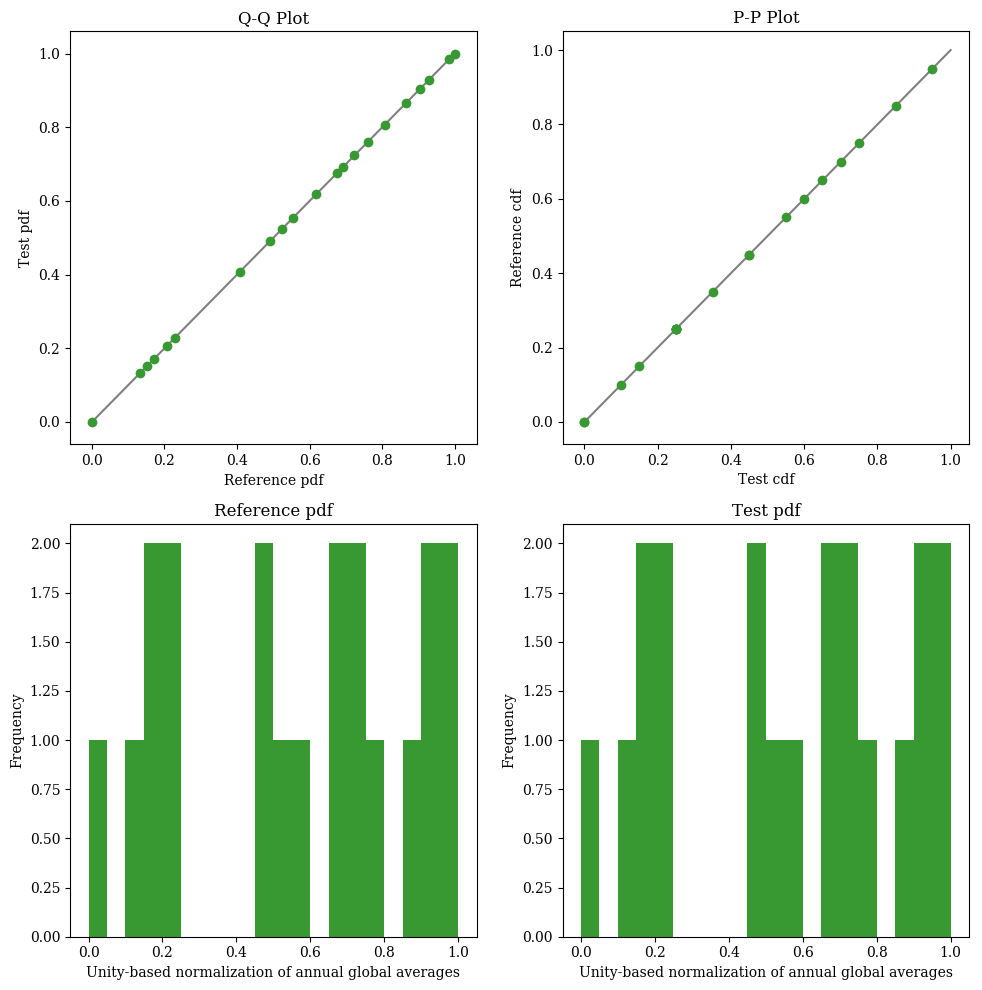 Q-Q Plot
1.0
0.8
0.6
0.4
0.2
0.0
Test pdf
0.0 0.2 0.4 0.6 0.8 1.0
Reference pdf
P-P Plot
1.0
0.8
0.6
0.4
0.2
0.0
Reference cdf
0.0 0.2 0.4 0.6 0.8 1.0
Test cdf
Reference pdf
2.00
1.75
1.50
1.25
1.00
0.75
0.50
0.25
0.00
Frequency
0.0 0.2 0.4 0.6 0.8 1.0
Unity-based normalization of annual global averages
Test pdf
2.00
1.75
1.50
1.25
1.00
0.75
0.50
0.25
0.00
Frequency
0.0 0.2 0.4 0.6 0.8 1.0
Unity-based normalization of annual global averages